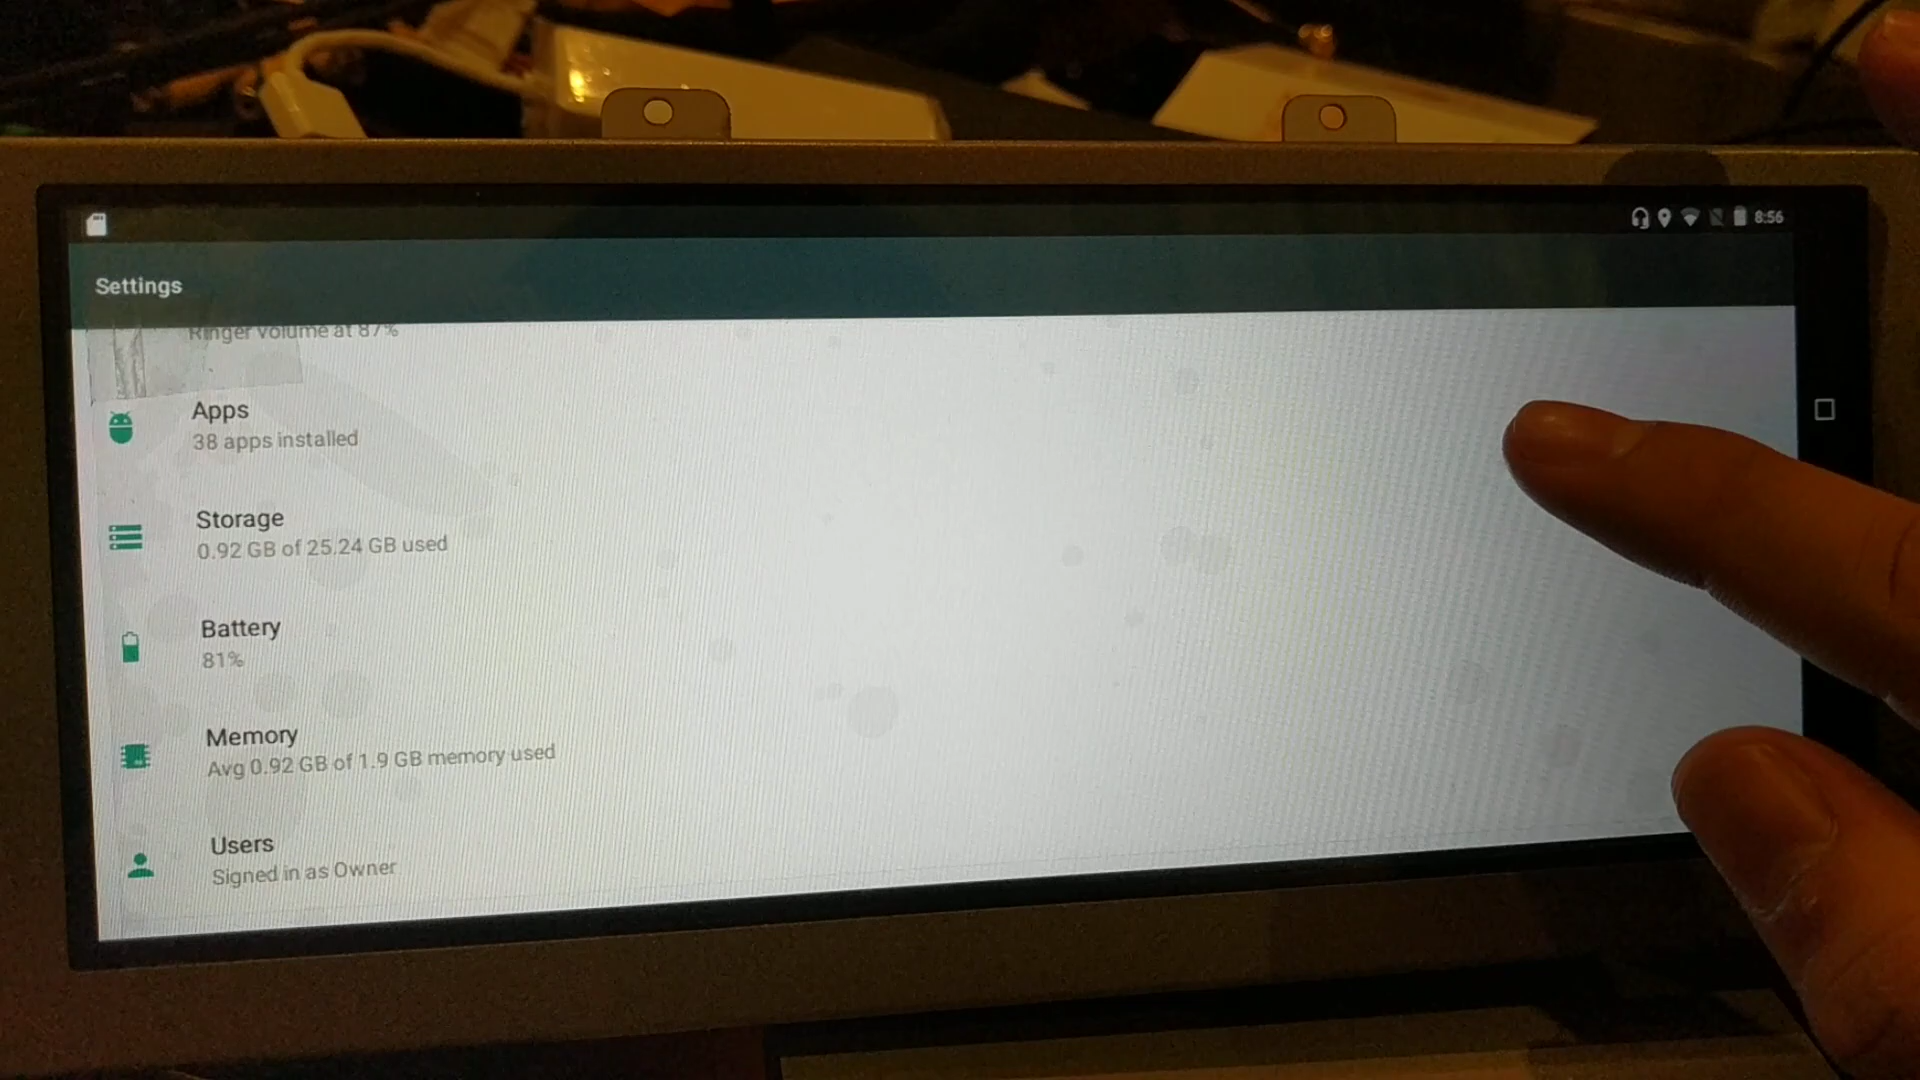 8:56
Settings
Ringer volume at 87%
Apps
38 apps installed
Storage
0.92 GB of 25.24 GB used
Battery
81%
Memory
Avg 0.92 GB of 1.9 GB memory used
Users
Signed in as Owner